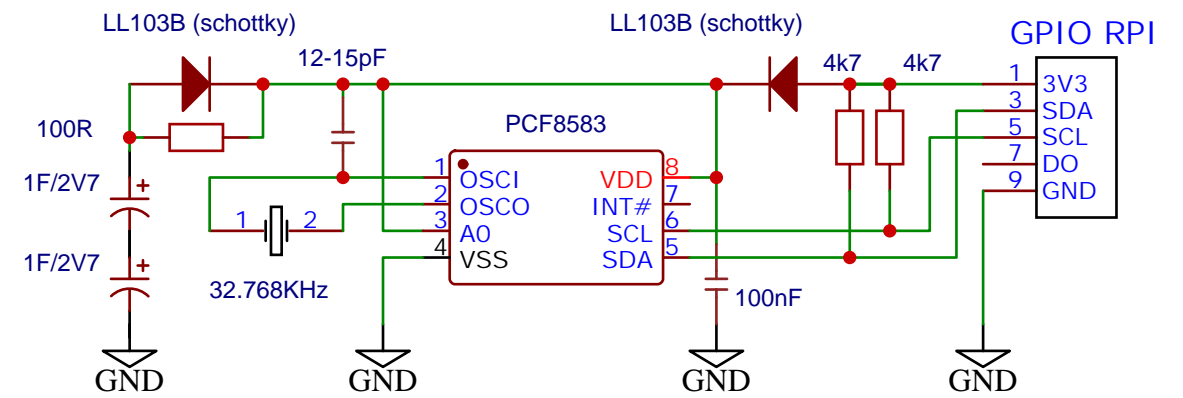 LL103B (schottky)
LL103B (schottky)
GPIO RPI
12-15pF
4k7
4k7
100R
PCF8583
1 3V3
3 SDA
5 SCL
7 DO
9 GND
1F/2V7
+
1 OSCI
2 OSCO
3 A0
4 VSS
VDD 8
INT# 7
SCL 6
SDA 5
1 2
1F/2V7
+
32.768KHz
100nF
GND
GND
GND
GND